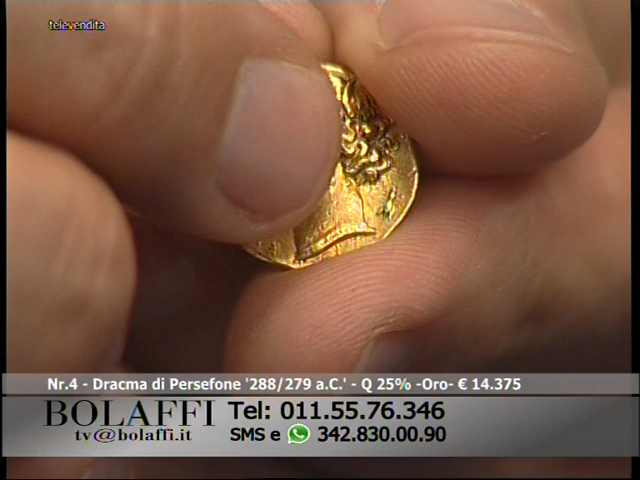 televendita
Nr.4 - Dracma di Persefone '288/279 a.C.' - Q 25% -Oro- € 14.375
BOLAFFI Tel: 011.55.76.346
tv@bolaffi.it SMS e 342.830.00.90